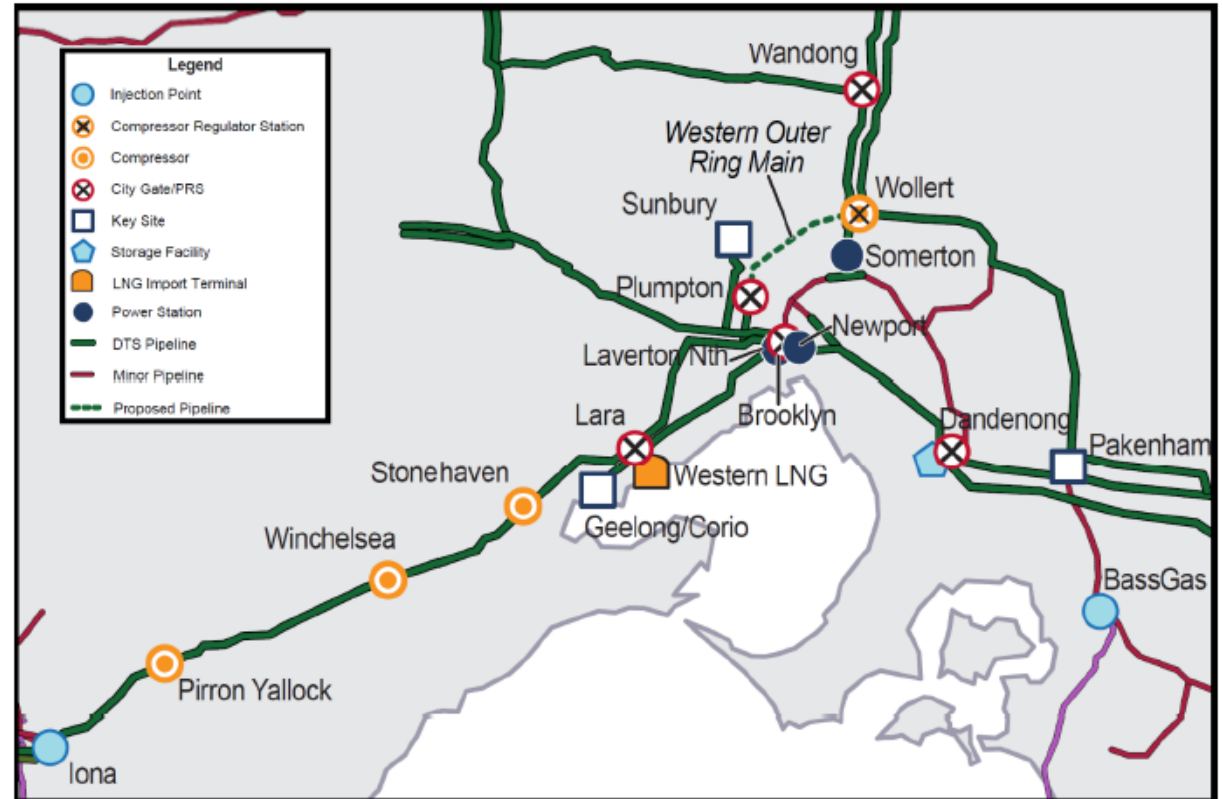 Legend
Injection Point
Compressor Regulator Station
Compressor
City Gate/PRS
Key Site
Storage Facility
LNG Import Terminal
Power Station
DTS Pipeline
Minor Pipeline
Proposed Pipeline
Wandong
Western Outer
Ring Main
Wollert
Sunbury
Somerton
Plumpton
Newport
Laverton Nth
Lara
Brooklyn
Dandenong
Pakenham
Stonehaven
Western LNG
Geelong/Corio
Winchelsea
BassGas
Pirron Yallock
Iona